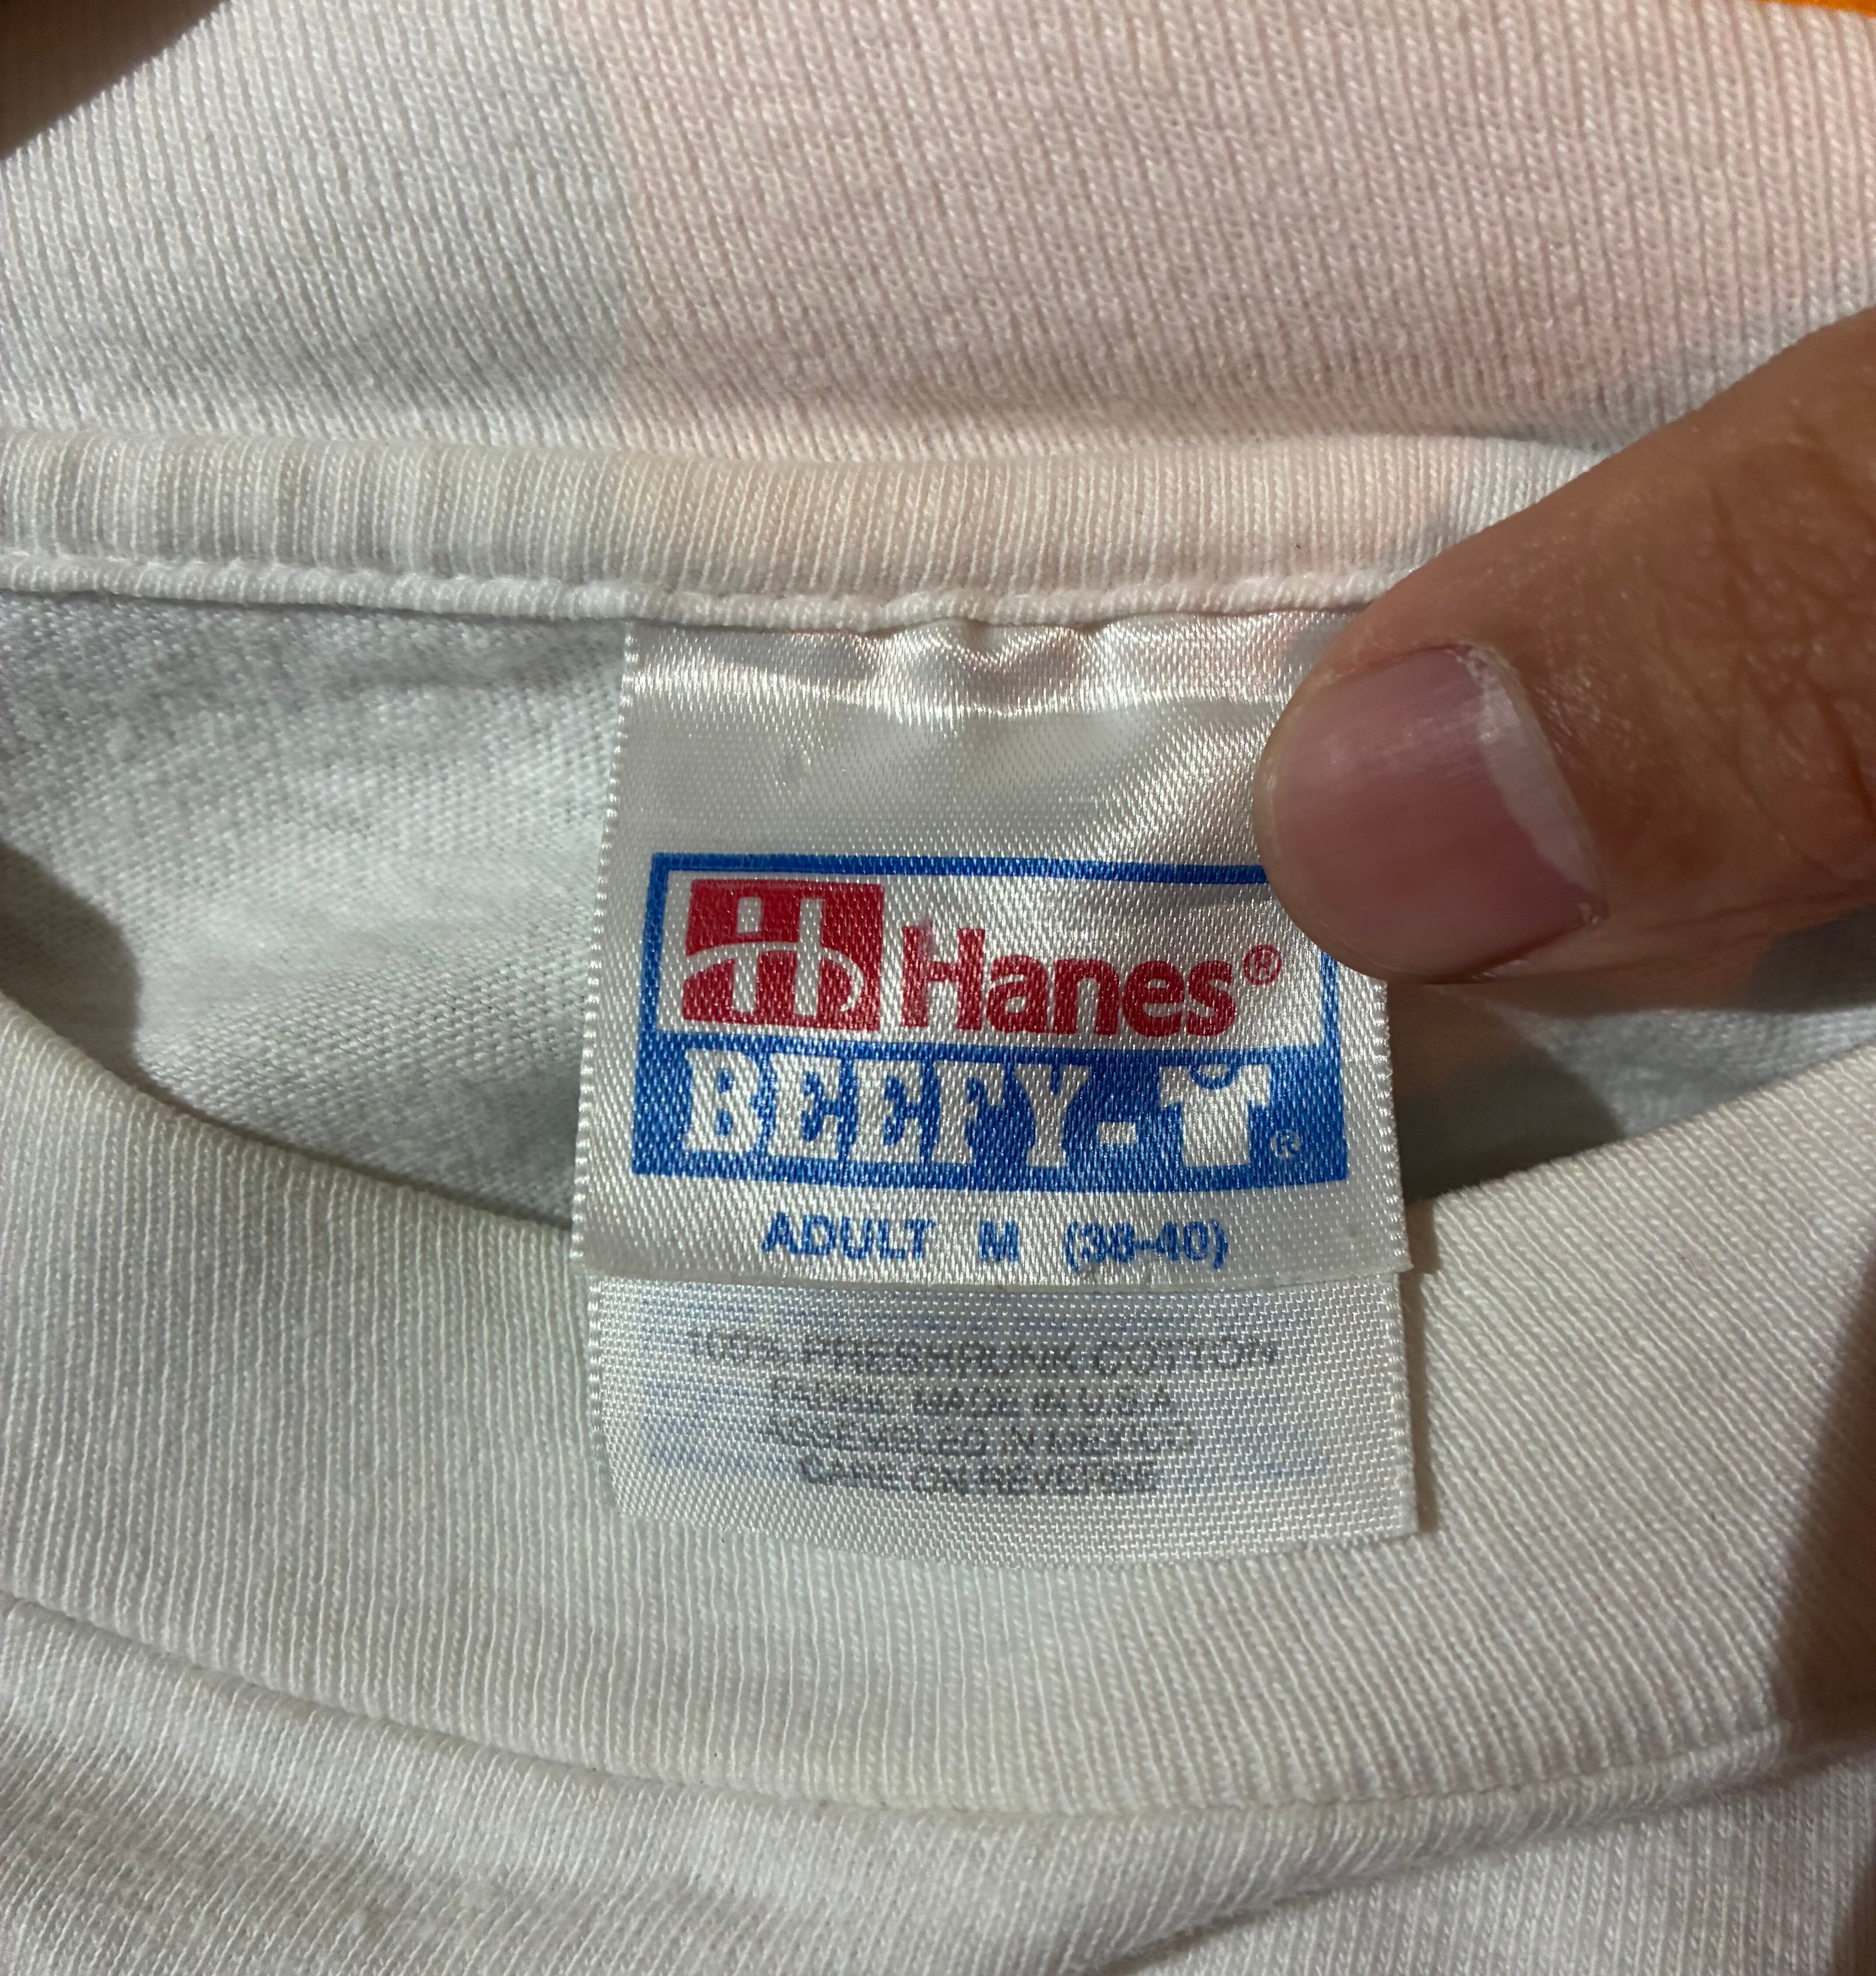 Hanes®
BEEFY-T®
ADULT M (38-40)
100% PRESHRUNK COTTON
FABRIC MADE IN U.S.A
ASSEMBLED IN MEXICO
CARE ON REVERSE